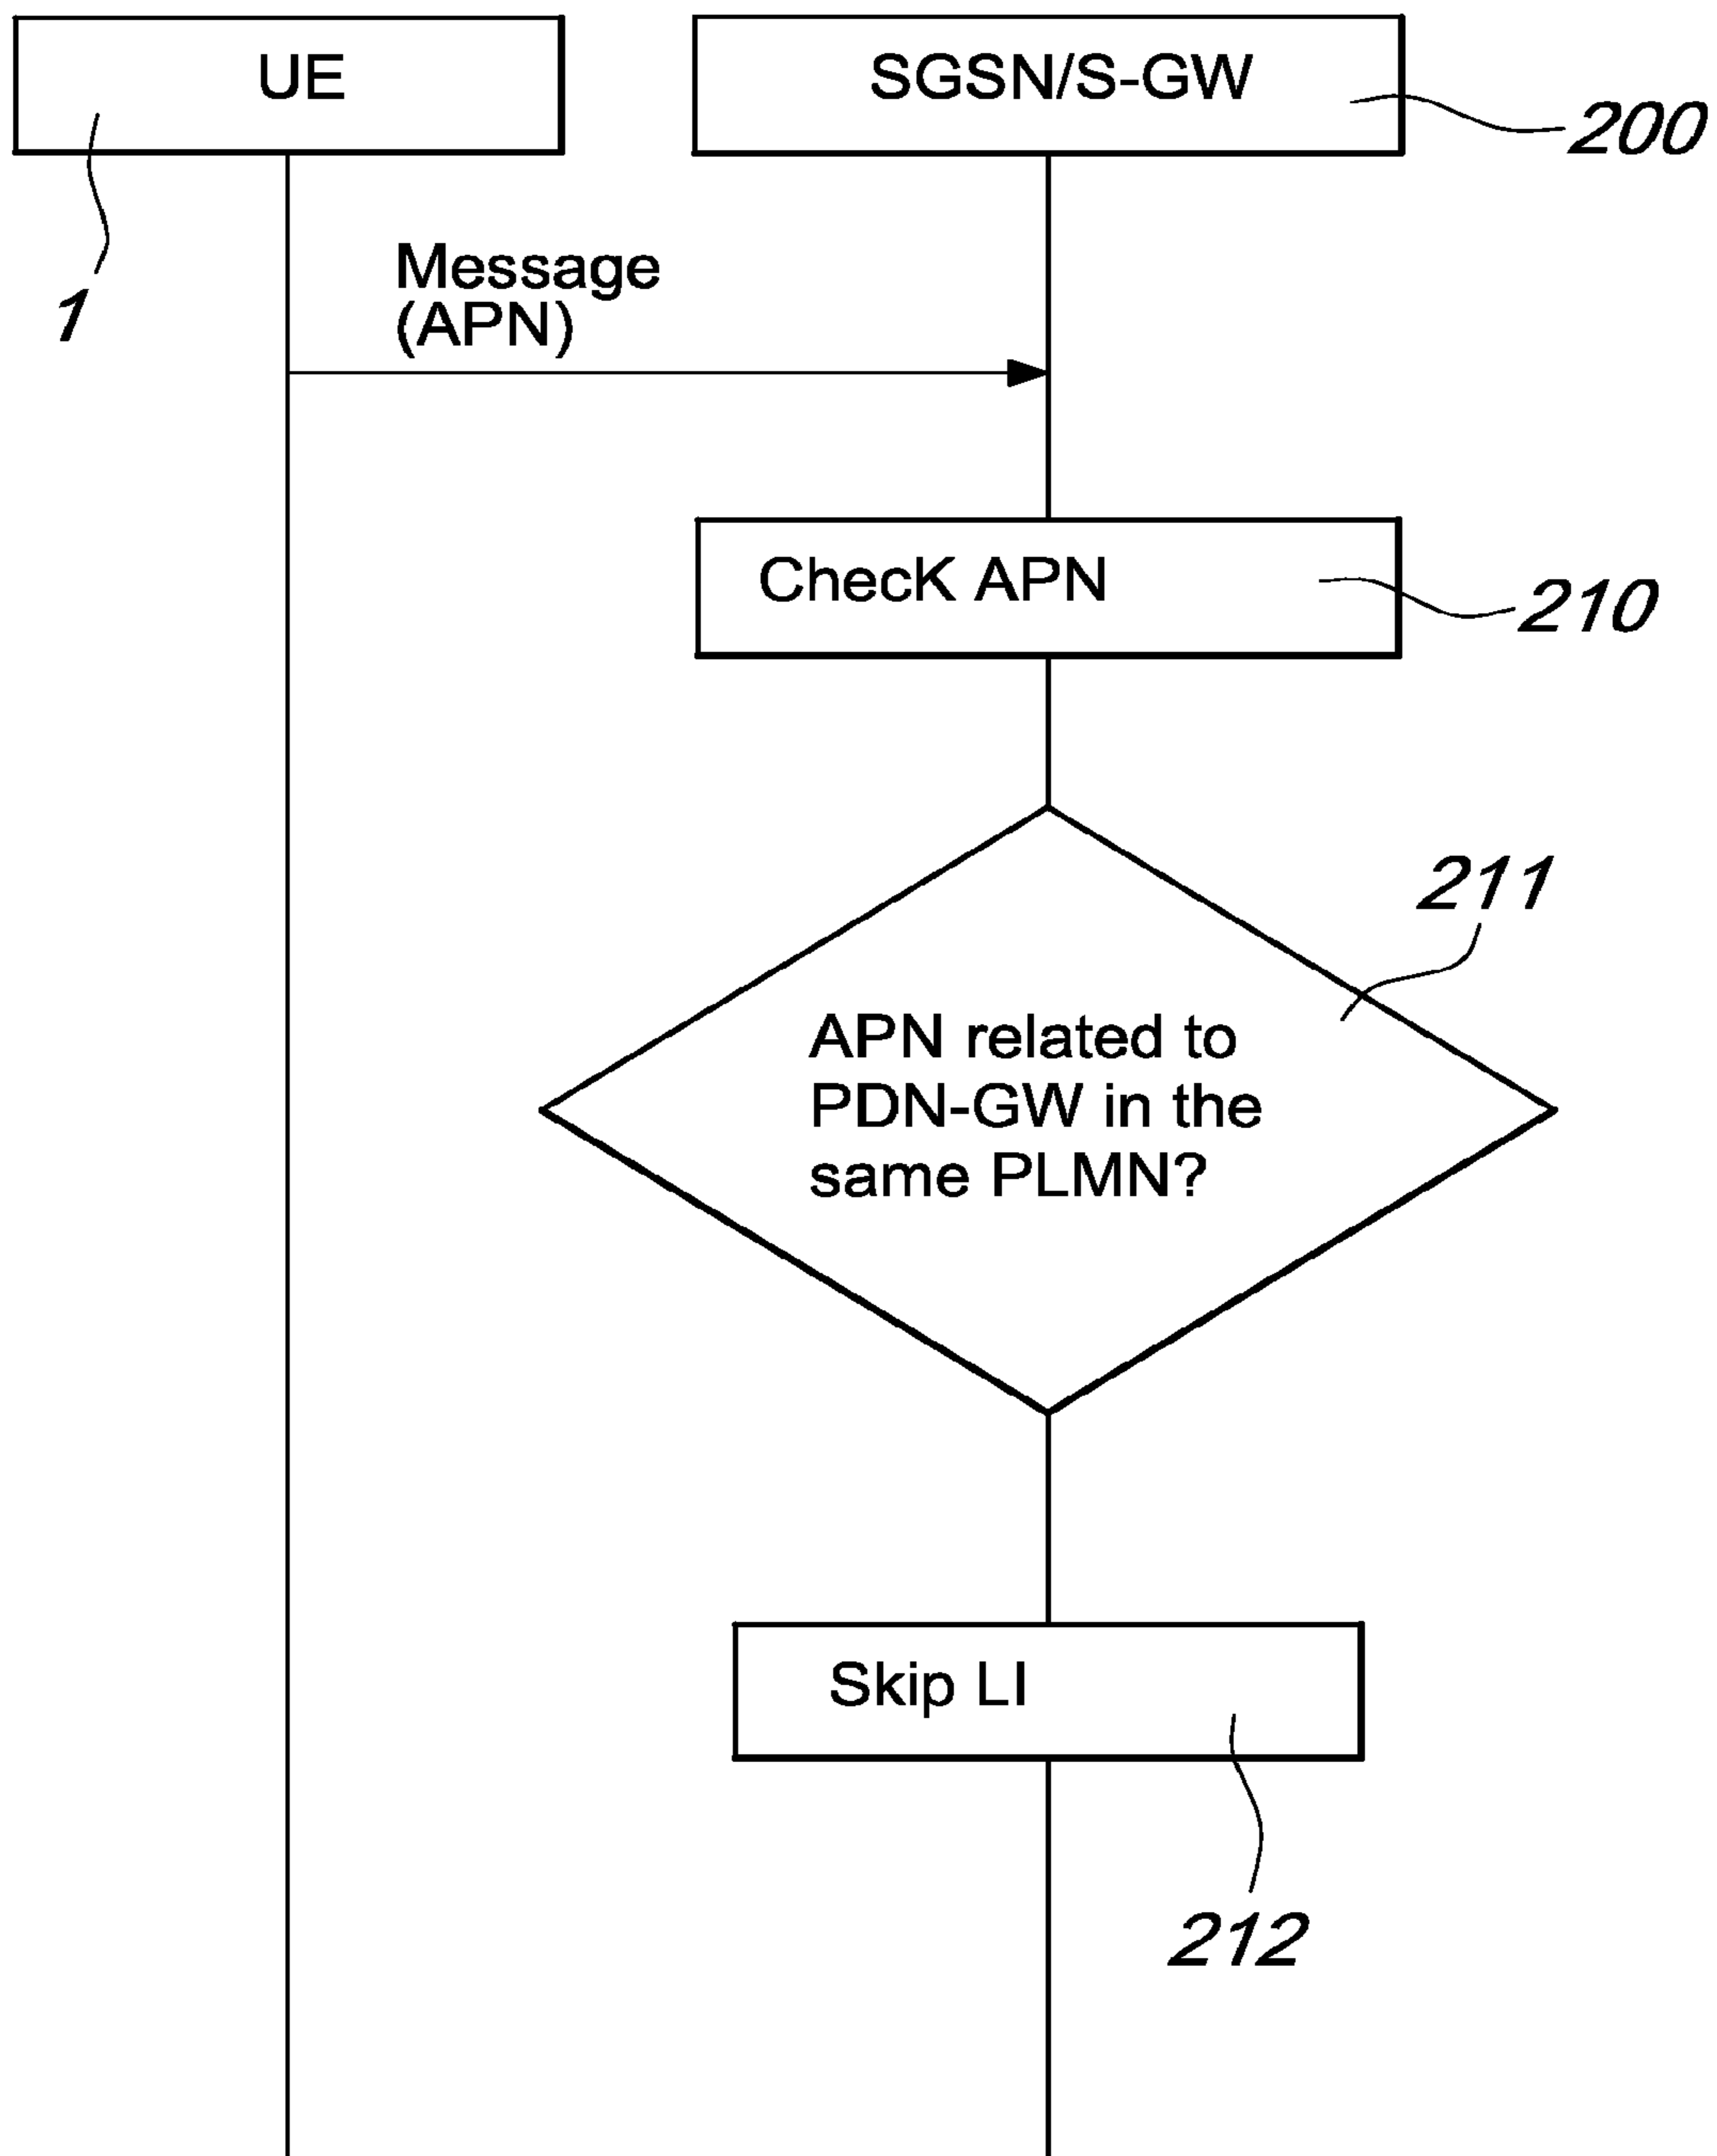 UE
SGSN/S-GW
200
1
Message
(APN)
ChecK APN
210
211
APN related to
PDN-GW in the
same PLMN?
Skip LI
212